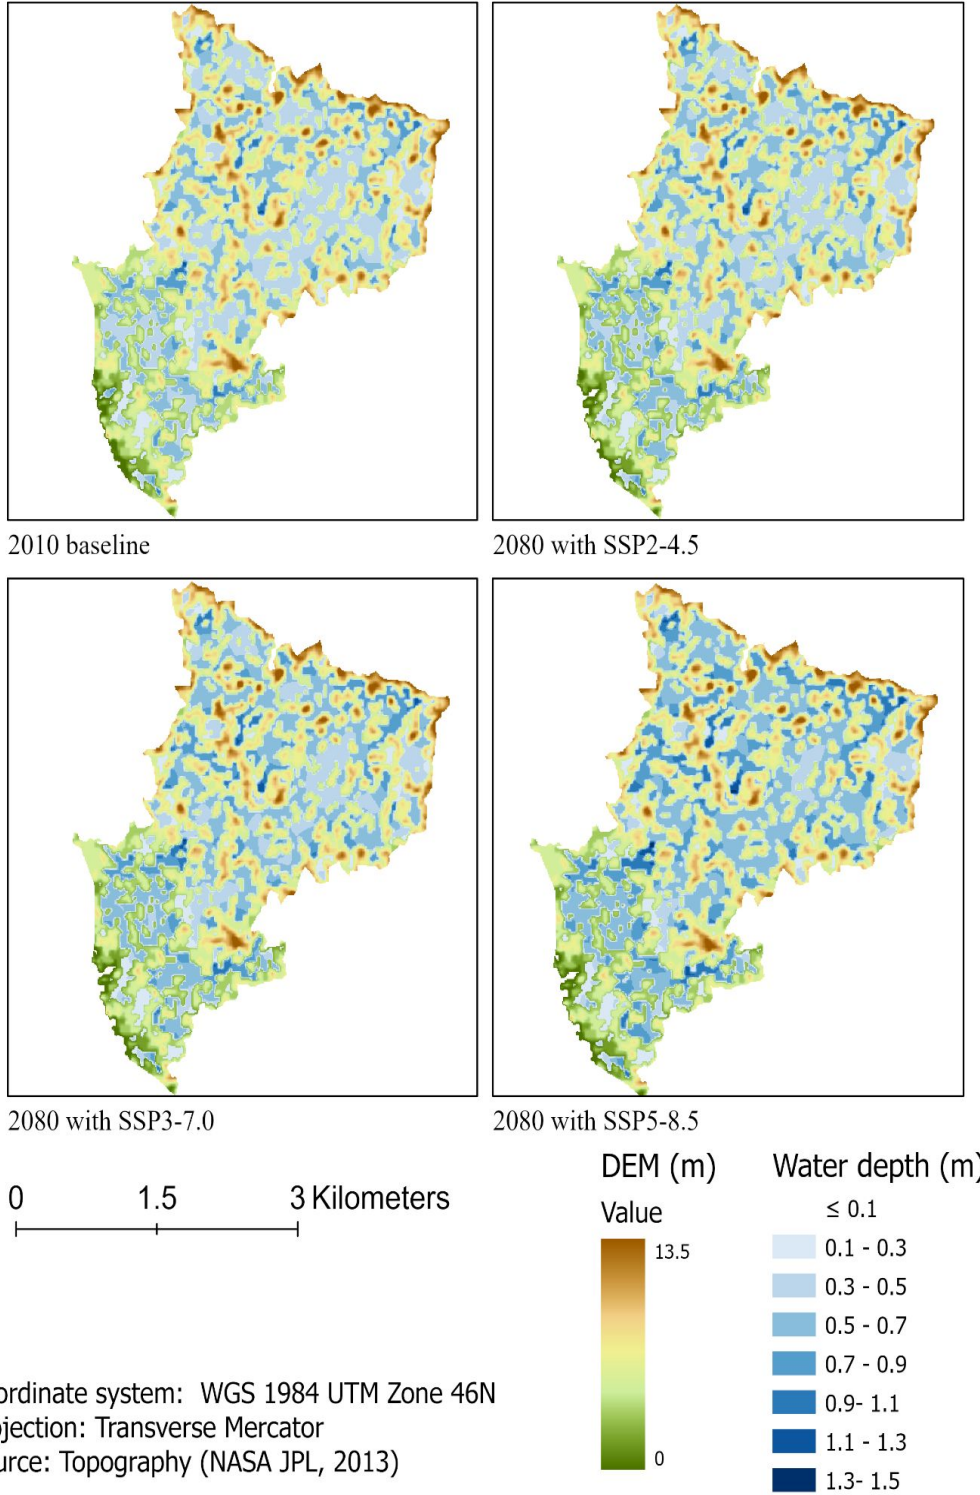 2010 baseline
2080 with SSP2-4.5
2080 with SSP3-7.0
2080 with SSP5-8.5
0 1.5 3 Kilometers
DEM (m)
Value
13.5
0
Water depth (m)
≤ 0.1
0.1 - 0.3
0.3 - 0.5
0.5 - 0.7
0.7 - 0.9
0.9- 1.1
1.1 - 1.3
1.3- 1.5
ordinate system: WGS 1984 UTM Zone 46N
ojection: Transverse Mercator
urce: Topography (NASA JPL, 2013)